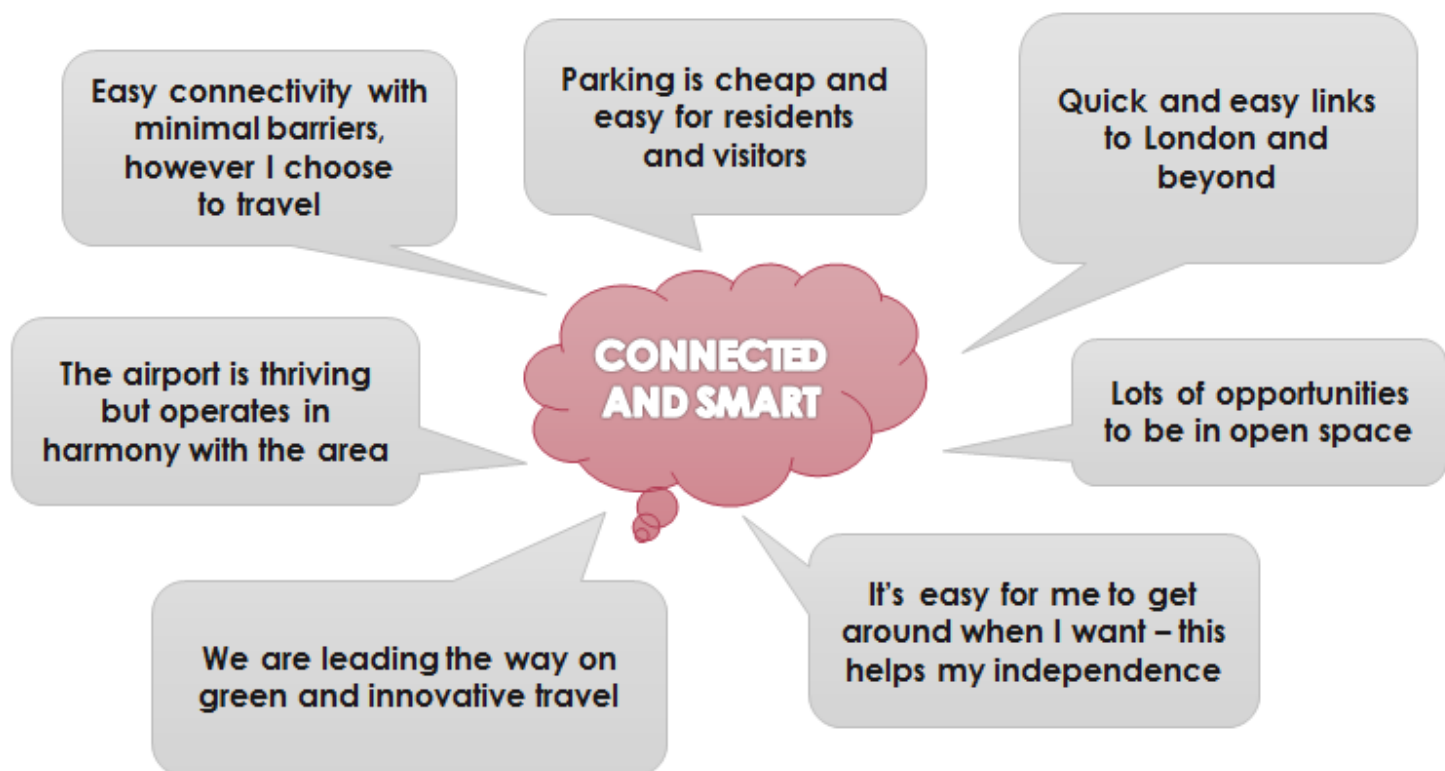 Easy connectivity with
minimal barriers,
however I choose
to travel
Parking is cheap and
easy for residents
and visitors
Quick and easy links
to London and
beyond
CONNECTED
AND SMART
The airport is thriving
but operates in
harmony with the area
Lots of opportunities
to be in open space
We are leading the way on
green and innovative travel
It's easy for me to get
around when I want – this
helps my independence